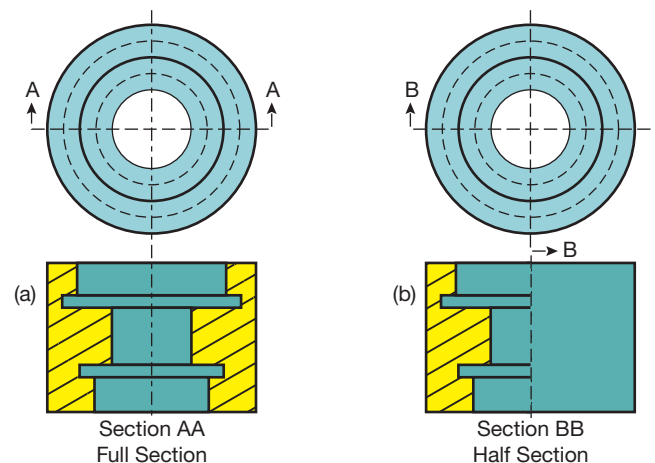 A A
B
B
(a)
(b)
Section AA
Full Section
Section BB
Half Section